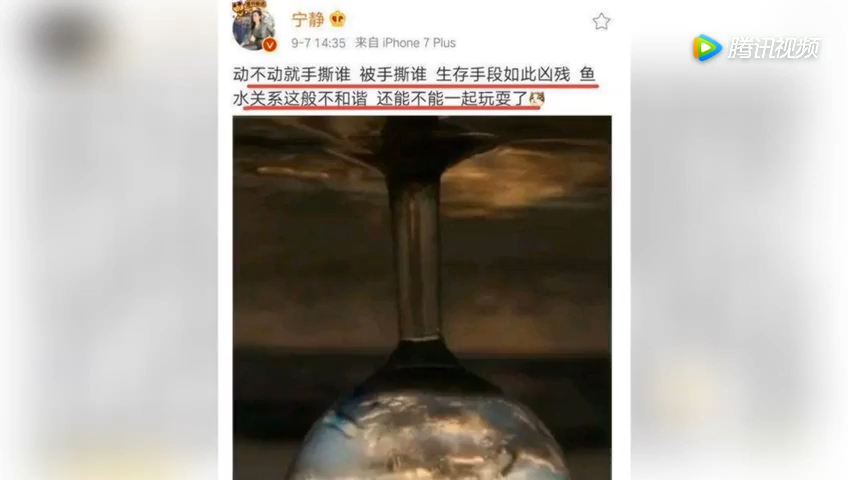 宁静
腾讯视频
9-7 14:35 来自 iPhone 7 Plus
动不动就手撕谁 被手撕谁 生存手段如此凶残 鱼
水关系这般不和谐 还能不能一起玩耍了